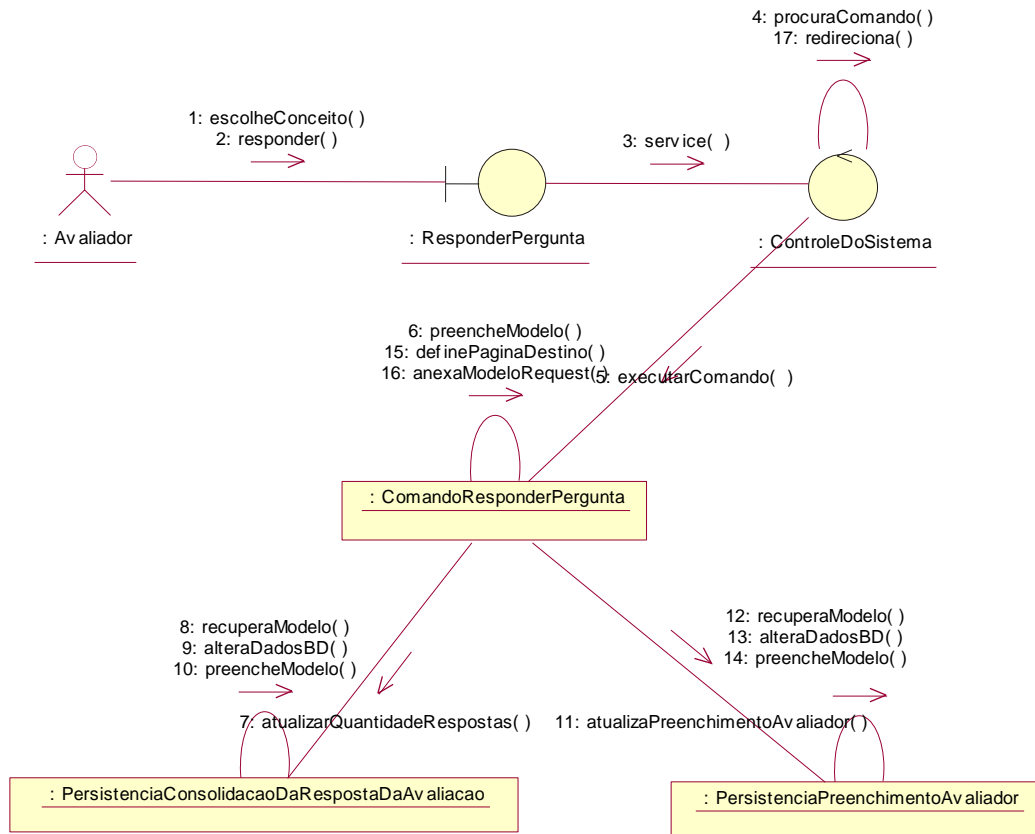 4: procuraComando( )
17: redireciona( )
1: escolheConceito( )
2: responder( )
3: service( )
: Avaliador
: ResponderPergunta
: ControleDoSistema
6: preencheModelo( )
15: definePaginaDestino( )
16: anexaModeloRequest( )
5: executarComando( )
: ComandoResponderPergunta
8: recuperaModelo( )
9: alteraDadosBD( )
10: preencheModelo( )
12: recuperaModelo( )
13: alteraDadosBD( )
14: preencheModelo( )
7: atualizarQuantidadeRespostas( )
11: atualizaPreenchimentoAvaliador( )
: PersistenciaConsolidacaoDaRespostaDaAvaliacao
: PersistenciaPreenchimentoAvaliador